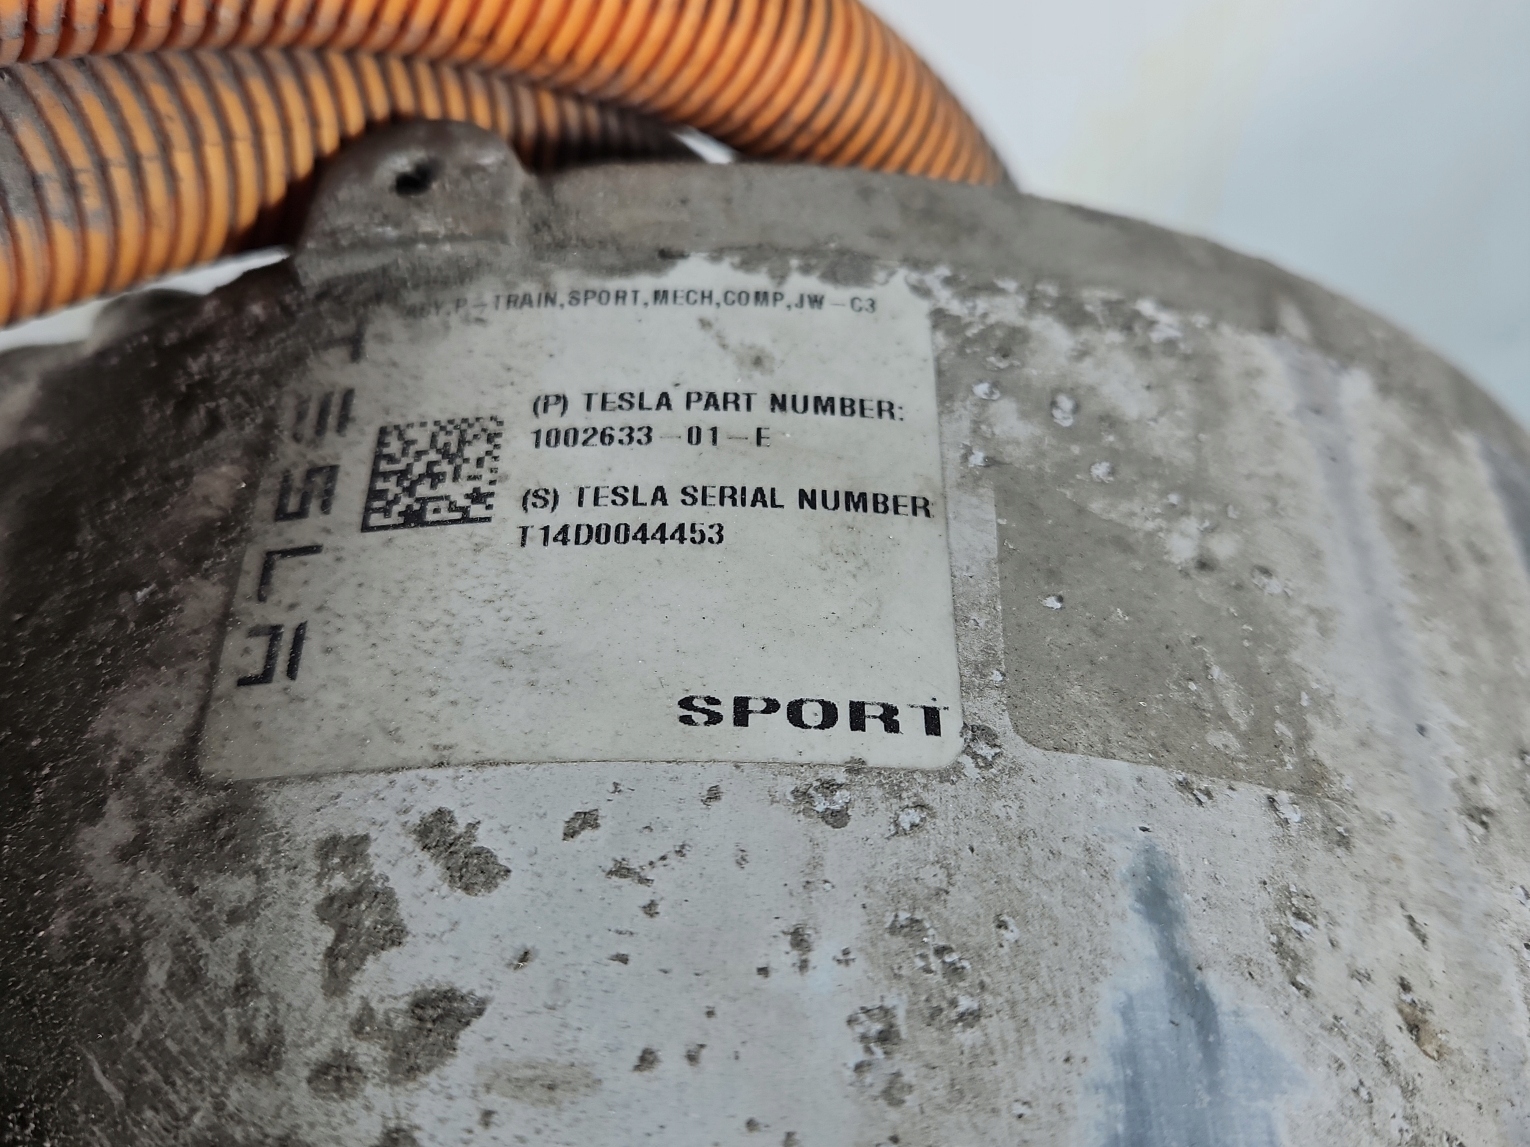 P-TRAIN,SPORT,MECH,COMP,JW-C3
TESLA
(P) TESLA PART NUMBER:
1002633-01-E
(S) TESLA SERIAL NUMBER
T14D0044453
SPORT